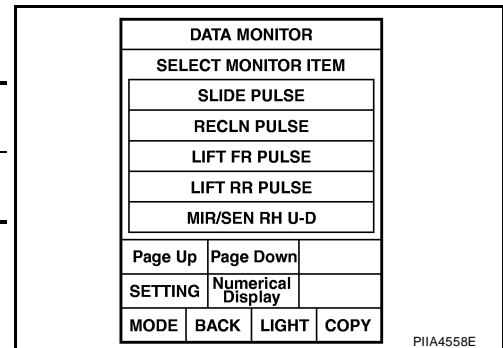 DATA MONITOR
SELECT MONITOR ITEM
SLIDE PULSE
RECLN PULSE
LIFT FR PULSE
LIFT RR PULSE
MIR/SEN RH U-D
Page Up Page Down
SETTING Numerical Display
MODE BACK LIGHT COPY
PIIA4558E